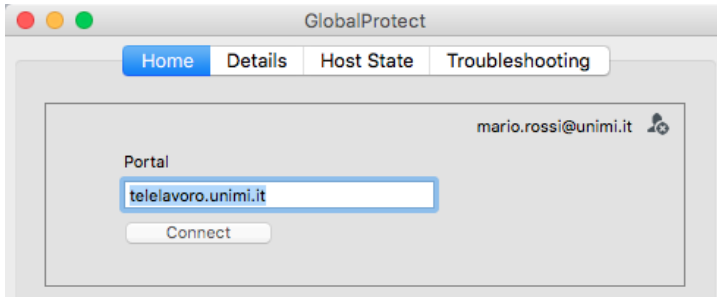 GlobalProtect
Home Details Host State Troubleshooting
mario.rossi@unimi.it
Portal
telelavoro.unimi.it
Connect